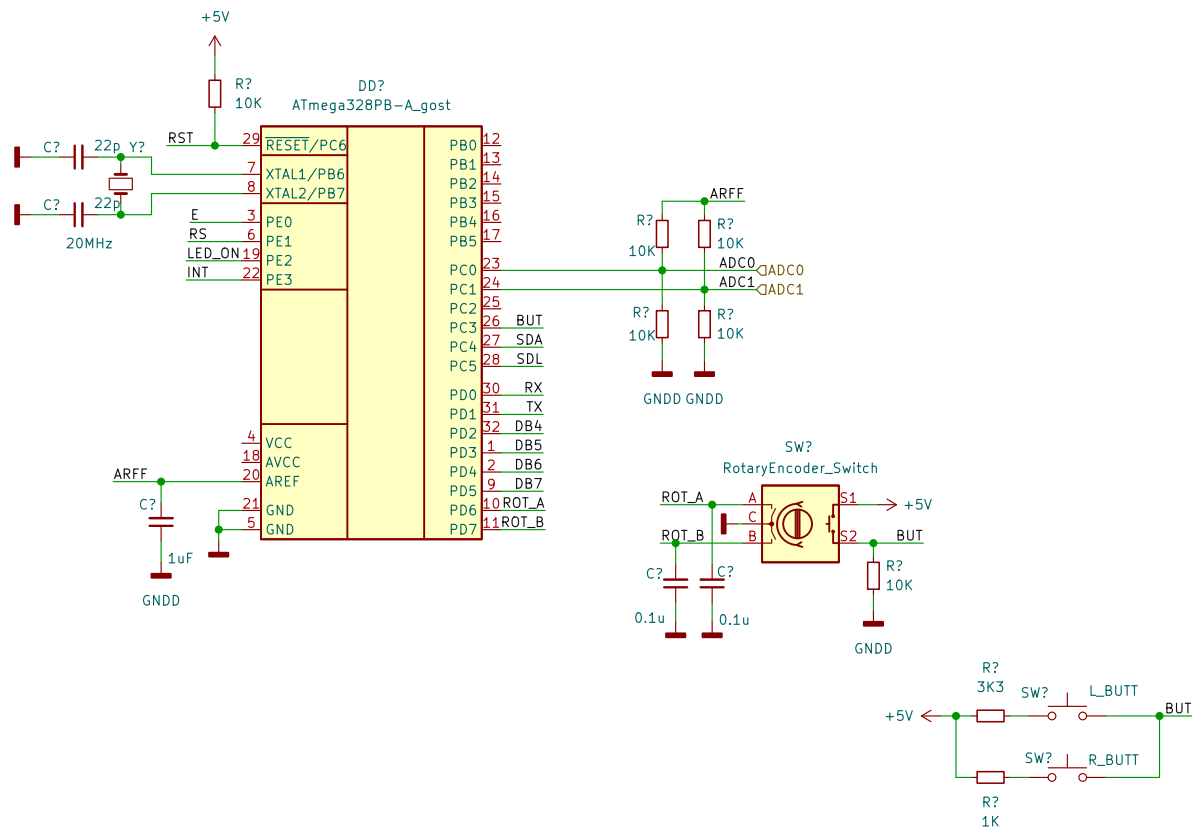 +5V
R?
10K
DD?
ATmega328PB-A_gost
RST
29
RESET/PC6
C?
22p
Y?
7
XTAL1/PB6
8
XTAL2/PB7
C?
22p
20MHz
E
3
PE0
RS
6
PE1
LED_ON
19
PE2
INT
22
PE3
4
VCC
18
AVCC
ARFF
20
AREF
C?
1uF
GNDD
21
GND
5
GND
PB0
12
PB1
13
PB2
14
PB3
15
PB4
16
PB5
17
PC0
23
PC1
24
PC2
25
PC3
26
BUT
PC4
27
SDA
PC5
28
SDL
PD0
30
RX
PD1
31
TX
PD2
32
DB4
PD3
1
DB5
PD4
2
DB6
PD5
9
DB7
PD6
10
ROT_A
PD7
11
ROT_B
ARFF
R?
10K
R?
10K
ADC0
ADC0
ADC1
ADC1
R?
10K
R?
10K
GNDD
GNDD
SW?
RotaryEncoder_Switch
ROT_A
A
S1
+5V
C
ROT_B
B
S2
BUT
C?
0.1u
C?
0.1u
R?
10K
GNDD
R?
3K3
SW?
L_BUTT
+5V
BUT
SW?
R_BUTT
R?
1K